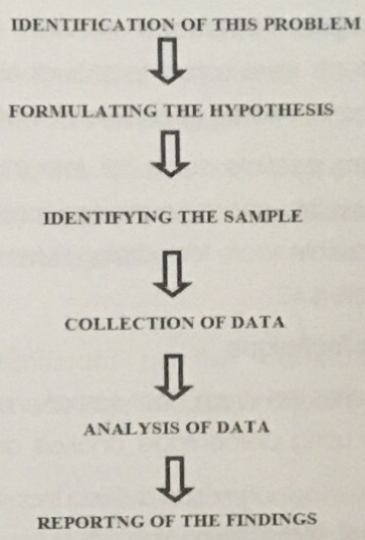 IDENTIFICATION OF THIS PROBLEM
FORMULATING THE HYPOTHESIS
IDENTIFYING THE SAMPLE
COLLECTION OF DATA
ANALYSIS OF DATA
REPORTNG OF THE FINDINGS